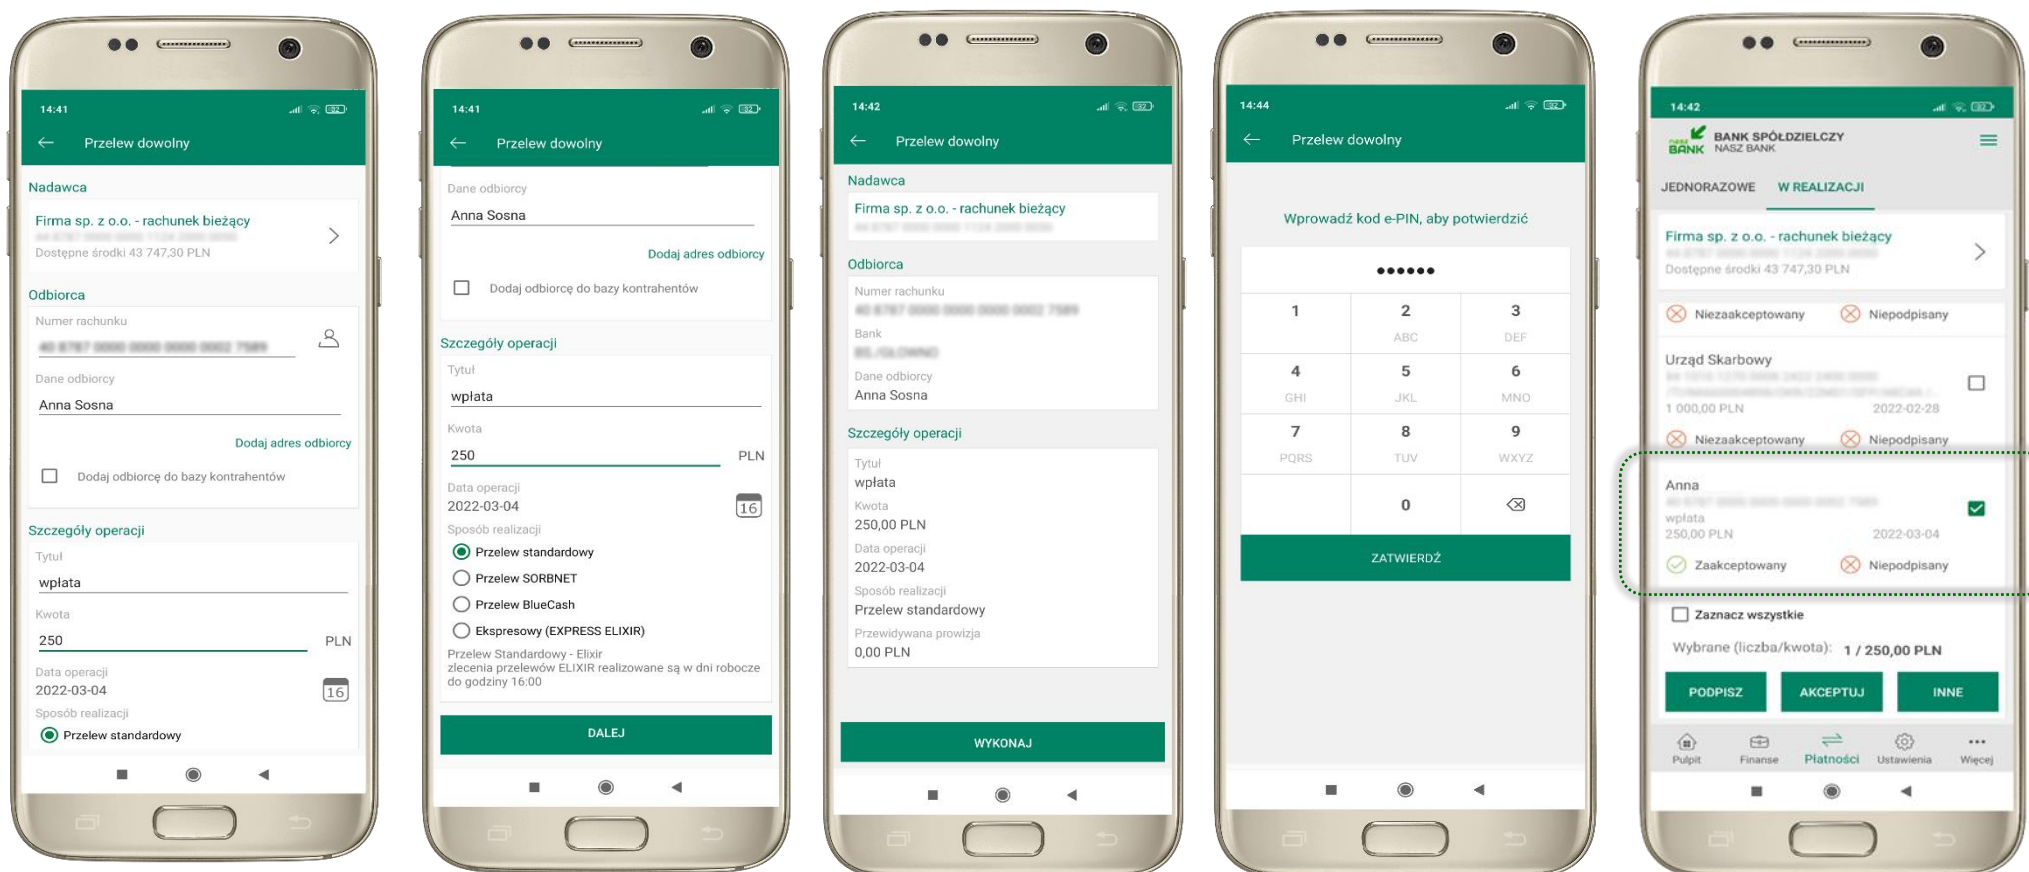 14:41
Przelew dowolny
Nadawca
Firma sp. z o.o. - rachunek bieżący
Dostępne środki 43 747,30 PLN
Odbiorca
Numer rachunku
Dane odbiorcy
Anna Sosna
Dodaj adres odbiorcy
Dodaj odbiorcę do bazy kontrahentów
Szczegóły operacji
Tytuł
wpłata
Kwota
250 PLN
Data operacji
2022-03-04
16
Sposób realizacji
Przelew standardowy
14:41
Przelew dowolny
Dane odbiorcy
Anna Sosna
Dodaj adres odbiorcy
Dodaj odbiorcę do bazy kontrahentów
Szczegóły operacji
Tytuł
wpłata
Kwota
250 PLN
Data operacji
2022-03-04
16
Sposób realizacji
Przelew standardowy
Przelew SORBNET
Przelew BlueCash
Ekspresowy (EXPRESS ELIXIR)
Przelew Standardowy - Elixir
zlecenia przelewów ELIXIR realizowane są w dni robocze
do godziny 16:00
DALEJ
14:42
Przelew dowolny
Nadawca
Firma sp. z o.o. - rachunek bieżący
Odbiorca
Numer rachunku
Bank
Dane odbiorcy
Anna Sosna
Szczegóły operacji
Tytuł
wpłata
Kwota
250,00 PLN
Data operacji
2022-03-04
Sposób realizacji
Przelew standardowy
Przewidywana prowizja
0,00 PLN
WYKONAJ
14:44
Przelew dowolny
Wprowadź kod e-PIN, aby potwierdzić
1 2 3
ABC DEF
4 5 6
GHI JKL MNO
7 8 9
PQRS TUV WXYZ
0
ZATWIERDŹ
14:42
nasz BANK BANK SPÓŁDZIELCZY
NASZ BANK
JEDNORAZOWE W REALIZACJI
Firma sp. z o.o. - rachunek bieżący
Dostępne środki 43 747,30 PLN
Niezaakceptowany Niepodpisany
Urząd Skarbowy
1 000,00 PLN 2022-02-28
Niezaakceptowany Niepodpisany
Anna
wpłata
250,00 PLN 2022-03-04
Zaakceptowany Niepodpisany
Zaznacz wszystkie
Wybrane (liczba/kwota): 1 / 250,00 PLN
PODPISZ AKCEPTUJ INNE
Pulpit Finanse Płatności Ustawienia Więcej